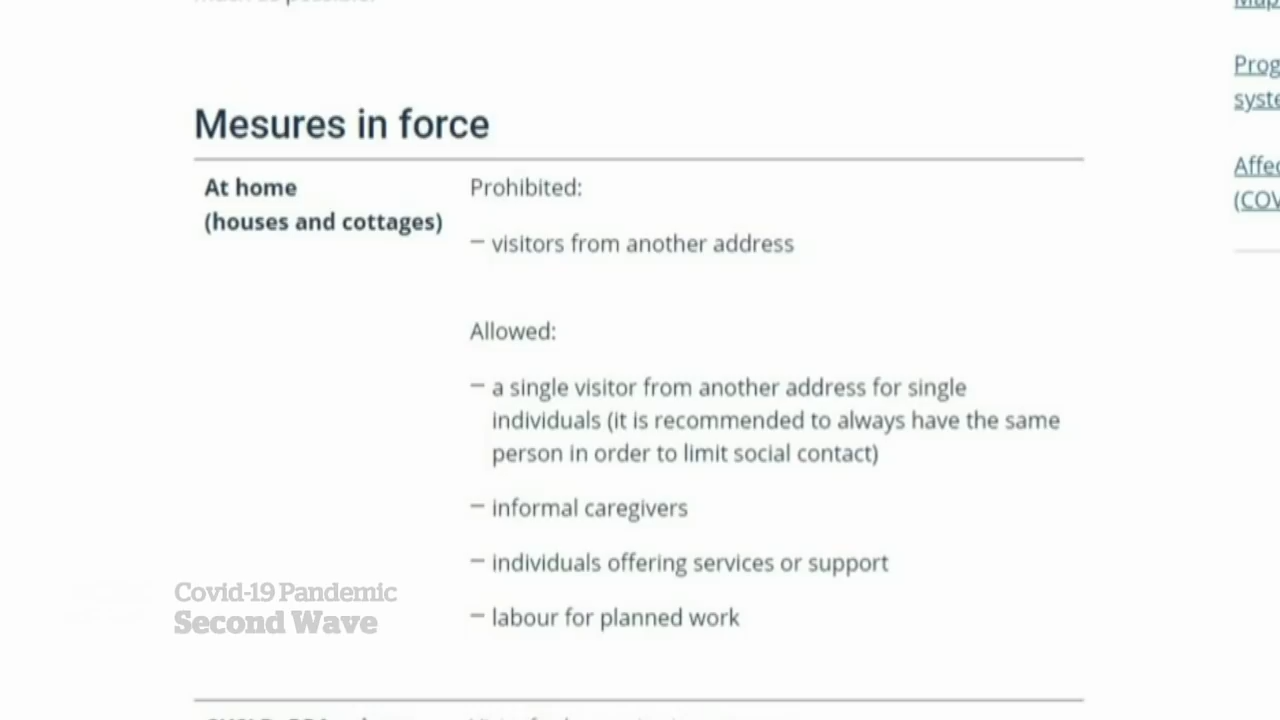 Mesures in force
At home
(houses and cottages)
Prohibited:
– visitors from another address
Allowed:
– a single visitor from another address for single
individuals (it is recommended to always have the same
person in order to limit social contact)
– informal caregivers
– individuals offering services or support
– labour for planned work
Covid-19 Pandemic
Second Wave
Prog
syste
Affec
(COV